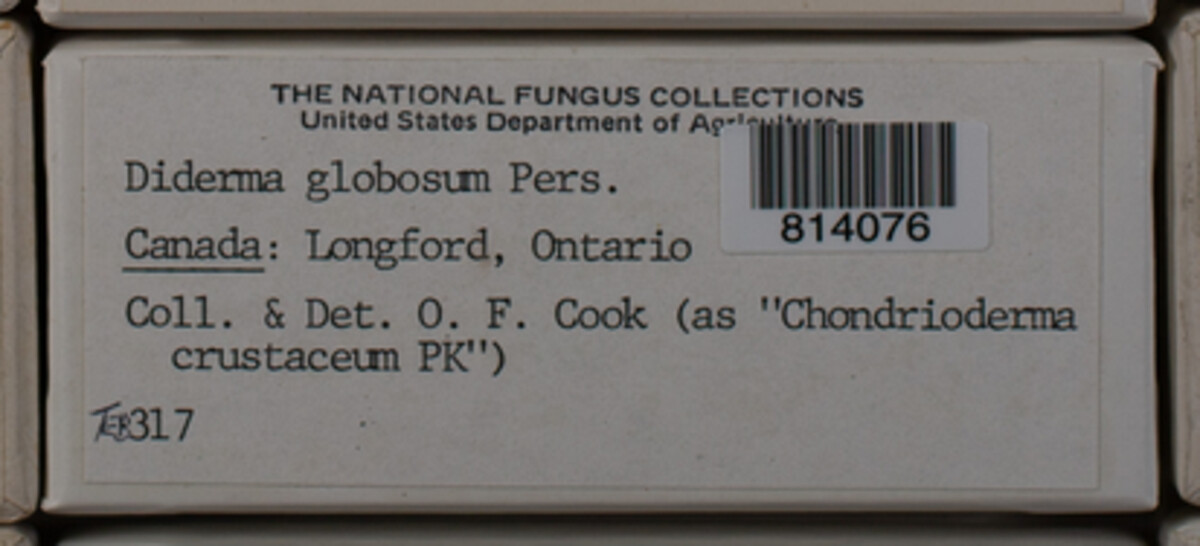 THE NATIONAL FUNGUS COLLECTIONS
United States Department of Agriculture
Diderma globosum Pers.
814076
Canada: Longford, Ontario
Coll. & Det. O. F. Cook (as "Chondrioderma
crustaceum PK")
317